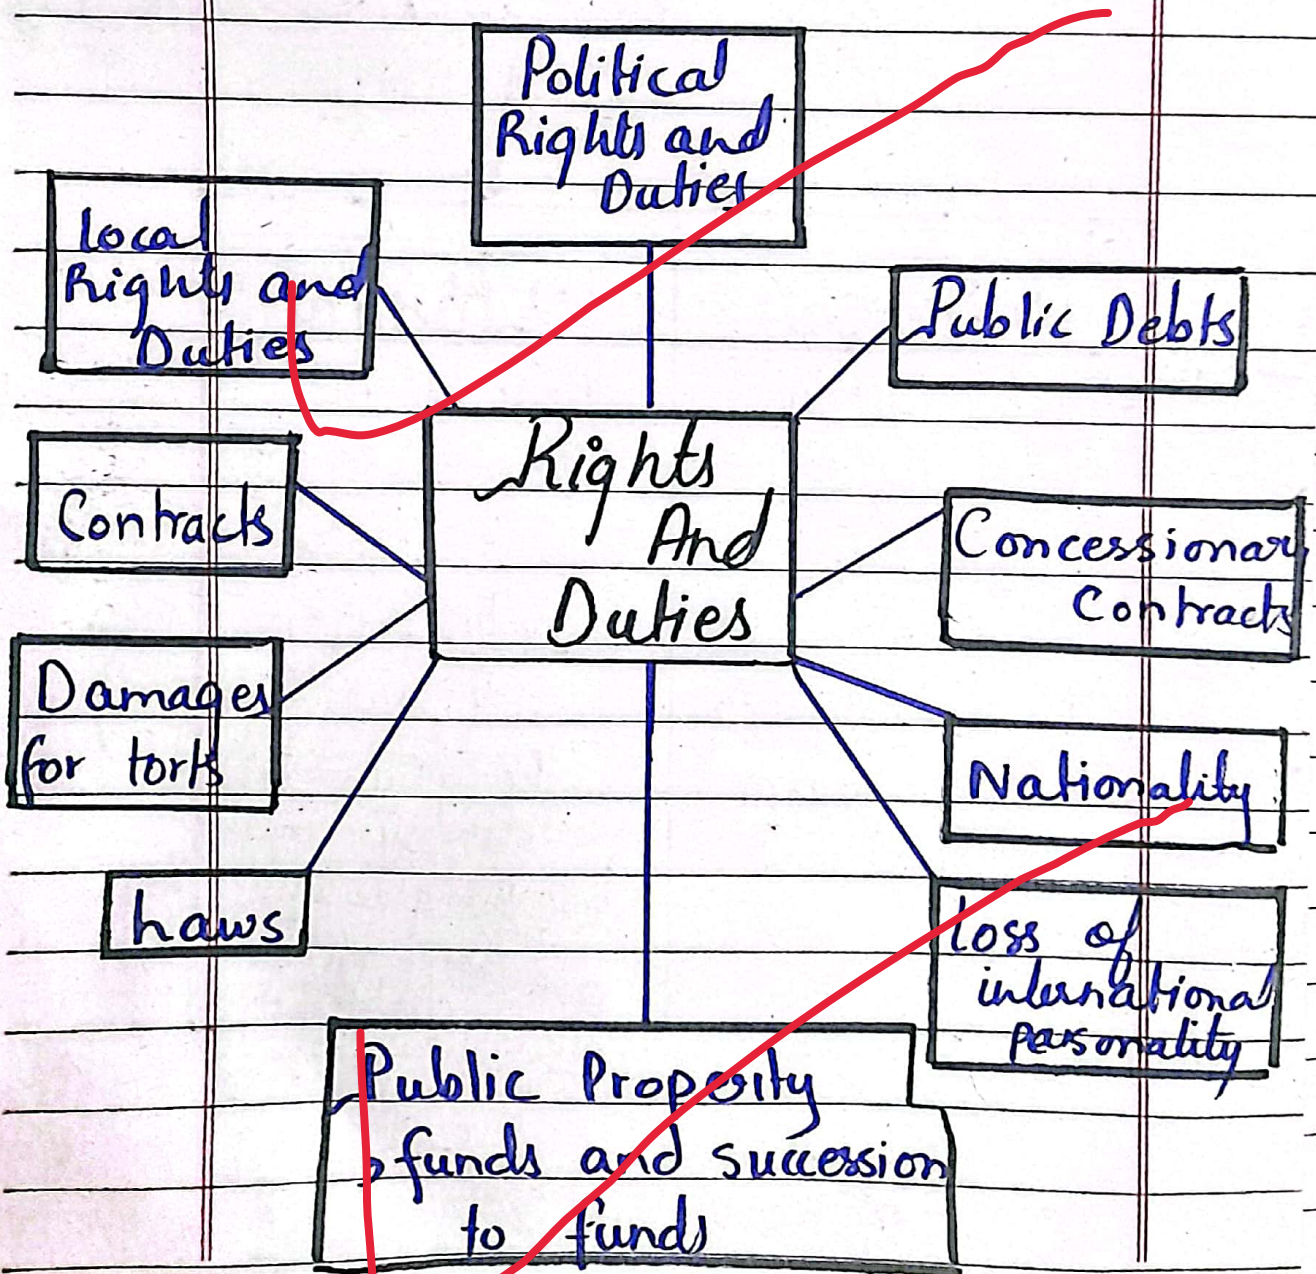 Political
Rights and
Duties
Local
Rights and
Duties
Public Debts
Contracts
Rights
And
Duties
Concessionary
Contracts
Damages
for torts
Nationality
Laws
Loss of
international
personality
Public Properity
, funds and succession
to funds